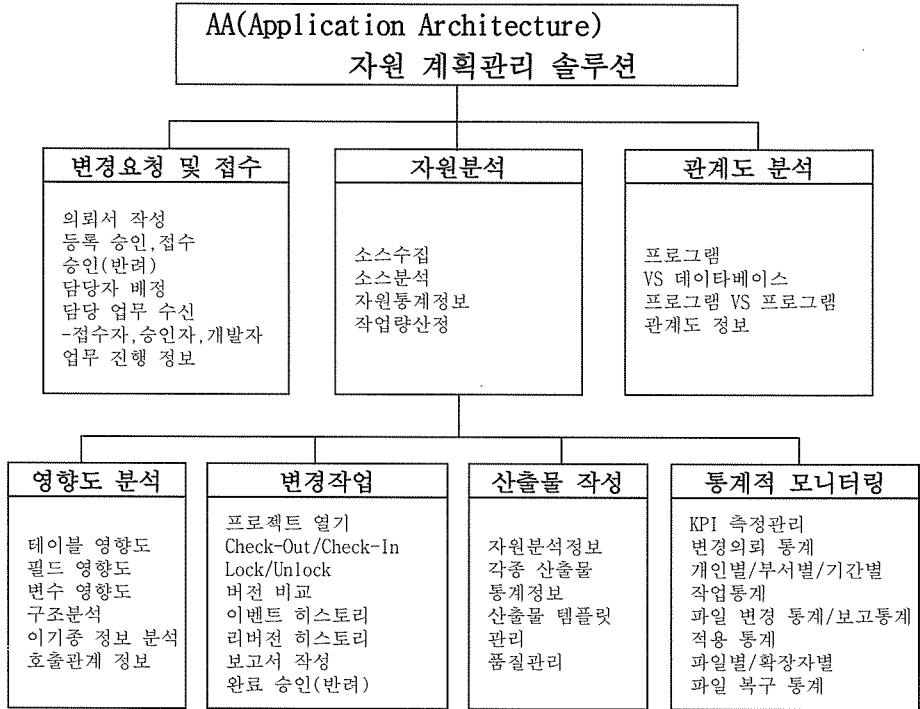 AA(Application Architecture)
자원 계획관리 솔루션
변경요청 및 접수
의뢰서 작성
등록 승인,접수
승인(반려)
담당자 배정
담당 업무 수신
-접수자,승인자,개발자
업무 진행 정보
자원분석
소스수집
소스분석
자원통계정보
작업량산정
관계도 분석
프로그램
VS 데이타베이스
프로그램 VS 프로그램
관계도 정보
영향도 분석
테이블 영향도
필드 영향도
변수 영향도
구조분석
이기종 정보 분석
호출관계 정보
변경작업
프로젝트 열기
Check-Out/Check-In
Lock/Unlock
버전 비교
이벤트 히스토리
리버전 히스토리
보고서 작성
완료 승인(반려)
산출물 작성
자원분석정보
각종 산출물
통계정보
산출물 템플릿
관리
품질관리
통계적 모니터링
KPI 측정관리
변경의뢰 통계
개인별/부서별/기간별
작업통계
파일 변경 통계/보고통계
적용 통계
파일별/확장자별
파일 복구 통계